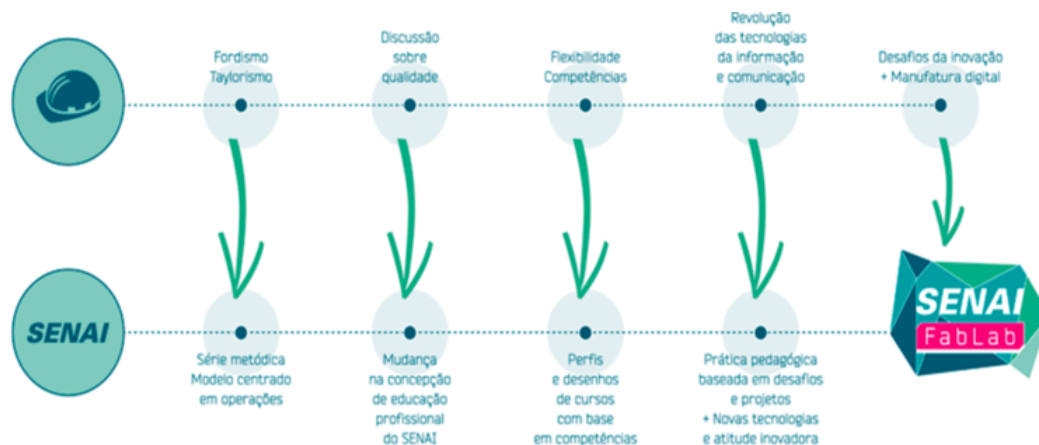 Fordismo
Taylorismo
Discussão
sobre
qualidade
Flexibilidade
Competências
Revolução
das tecnologias
da informação
e comunicação
Desafios da inovação
+ Manufatura digital
SENAI
Série metódica
Modelo centrado
em operações
Mudança
na concepção
de educação
profissional
do SENAI
Perfis
e desenhos
de cursos
com base
em competências
Prática pedagógica
baseada em desafios
e projetos
+ Novas tecnologias
e atitude inovadora
SENAI
FabLab